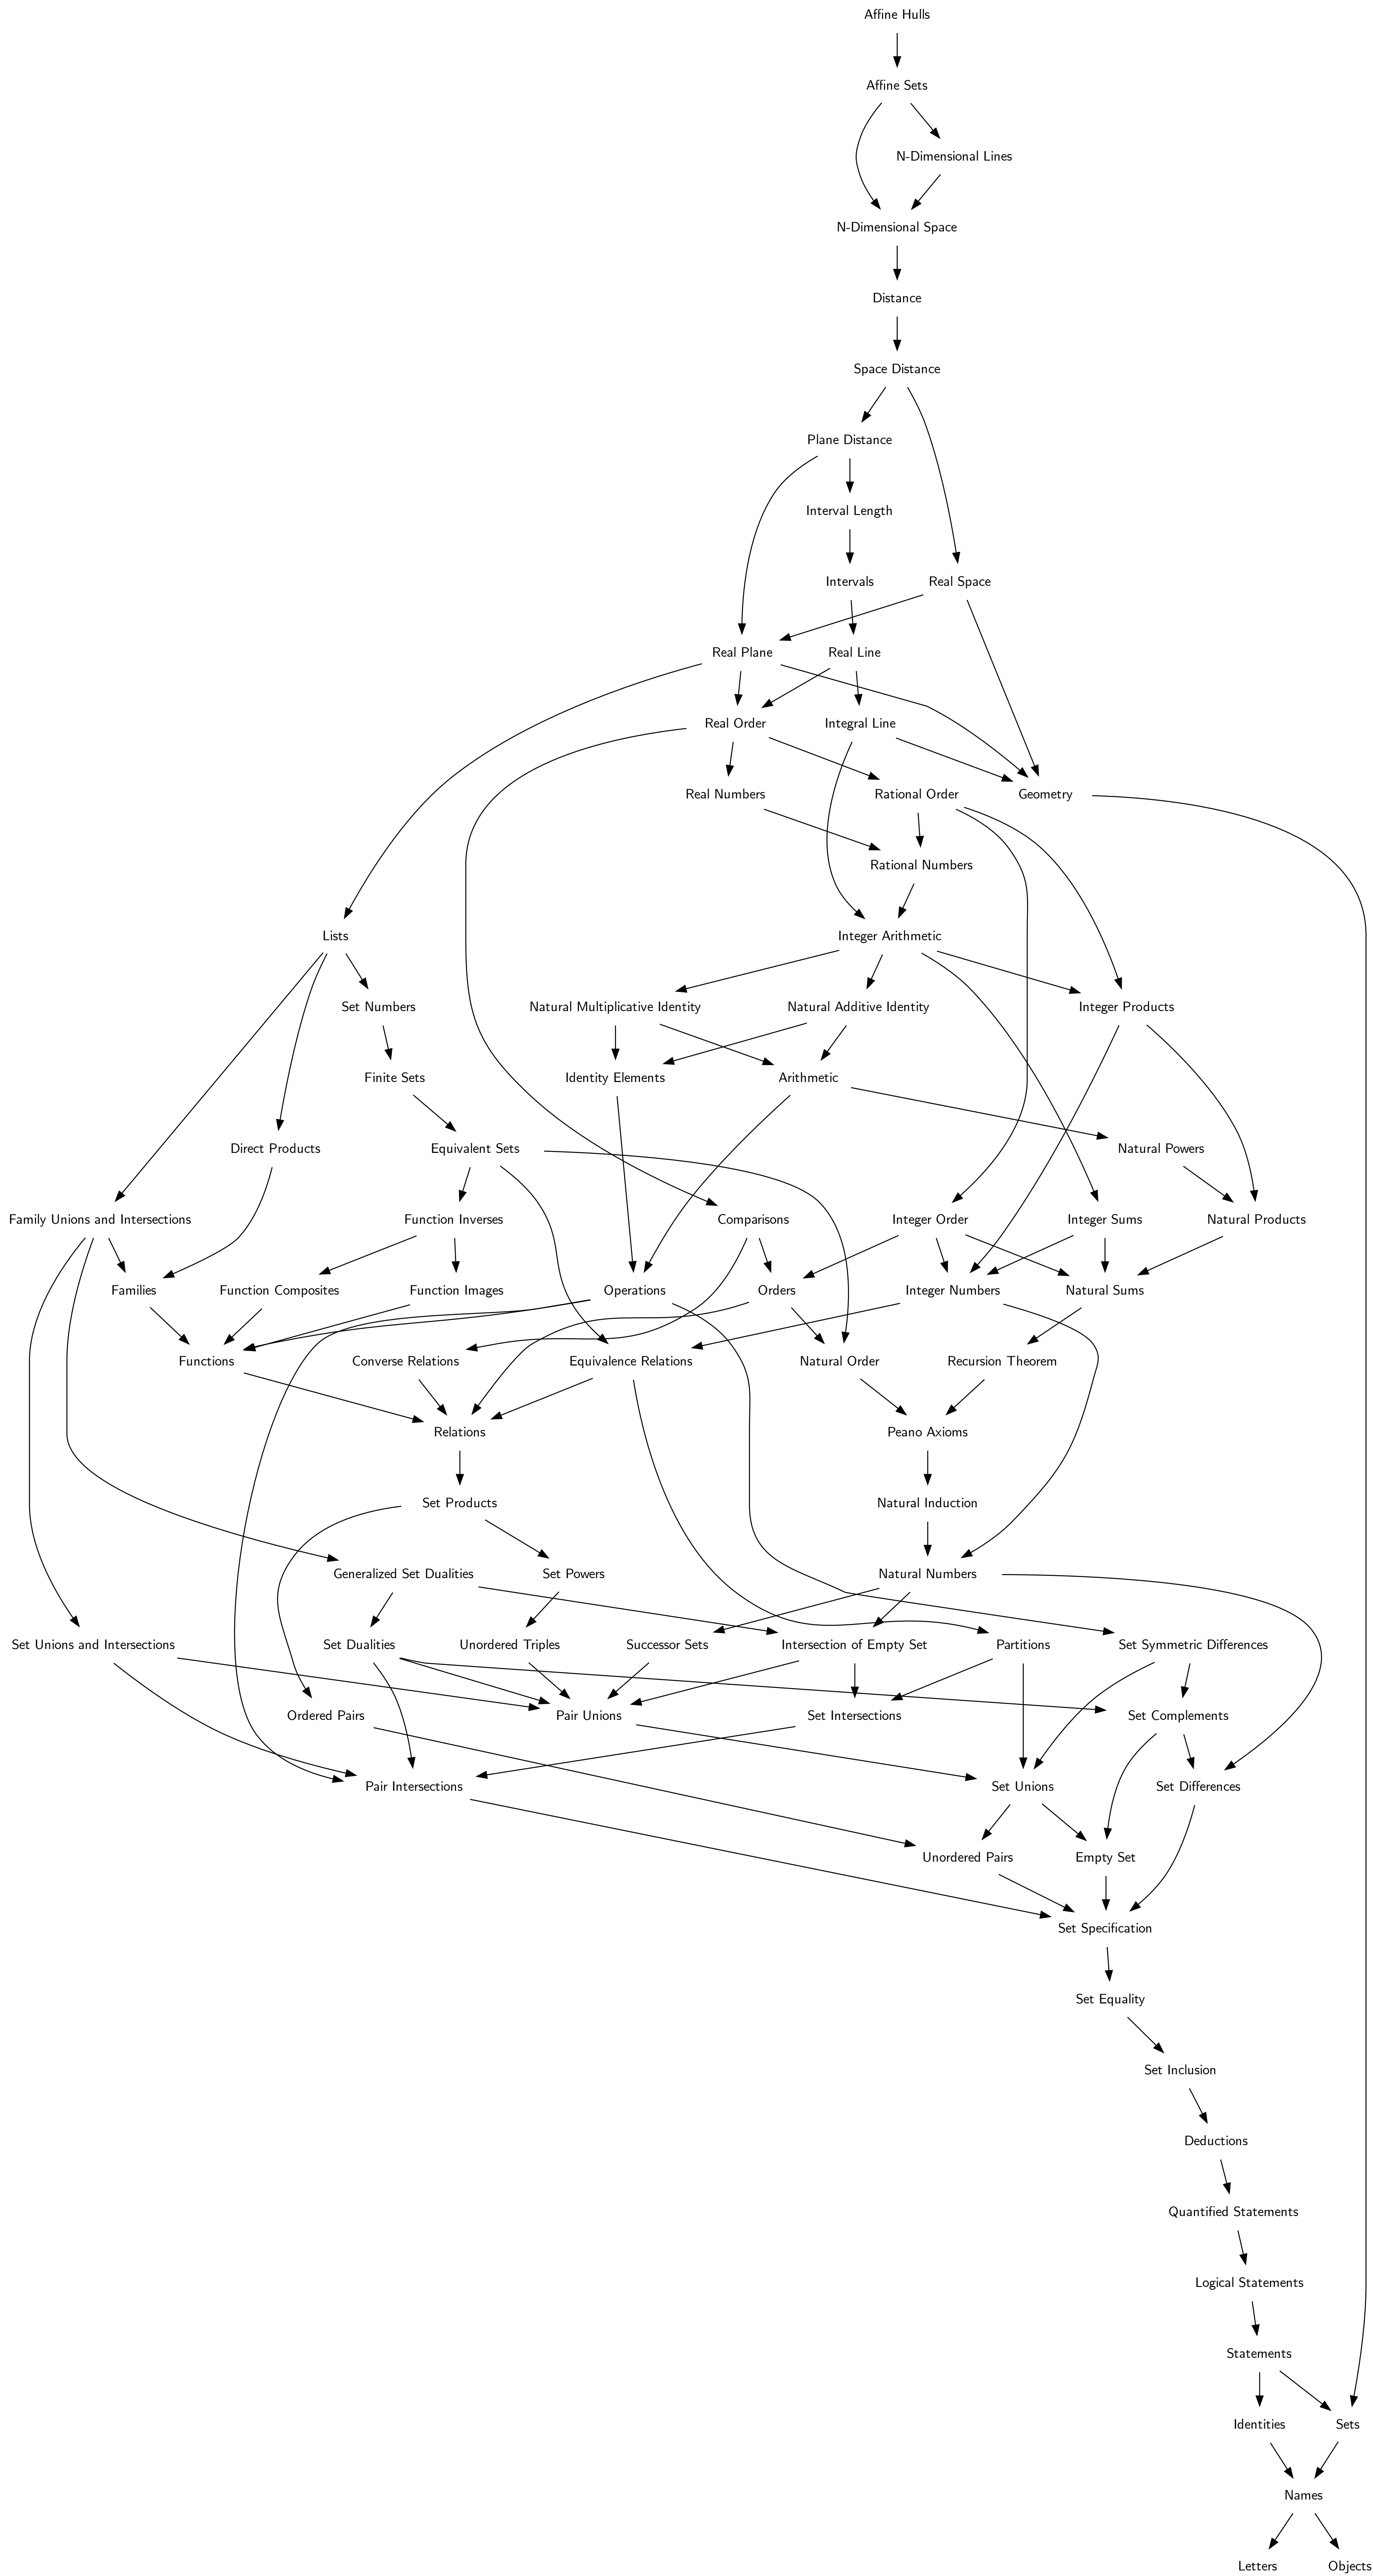 Affine Hulls
Affine Sets
N-Dimensional Lines
N-Dimensional Space
Distance
Space Distance
Plane Distance
Interval Length
Intervals
Real Space
Real Plane
Real Line
Real Order
Integral Line
Real Numbers
Rational Order
Geometry
Rational Numbers
Lists
Integer Arithmetic
Set Numbers
Natural Multiplicative Identity
Natural Additive Identity
Integer Products
Finite Sets
Identity Elements
Arithmetic
Direct Products
Equivalent Sets
Natural Powers
Family Unions and Intersections
Function Inverses
Comparisons
Integer Order
Integer Sums
Natural Products
Families
Function Composites
Function Images
Operations
Orders
Integer Numbers
Natural Sums
Functions
Converse Relations
Equivalence Relations
Natural Order
Recursion Theorem
Relations
Peano Axioms
Set Products
Natural Induction
Generalized Set Dualities
Set Powers
Natural Numbers
Set Unions and Intersections
Set Dualities
Unordered Triples
Successor Sets
Intersection of Empty Set
Partitions
Set Symmetric Differences
Ordered Pairs
Pair Unions
Set Intersections
Set Complements
Pair Intersections
Set Unions
Set Differences
Unordered Pairs
Empty Set
Set Specification
Set Equality
Set Inclusion
Deductions
Quantified Statements
Logical Statements
Statements
Identities
Sets
Names
Letters
Objects